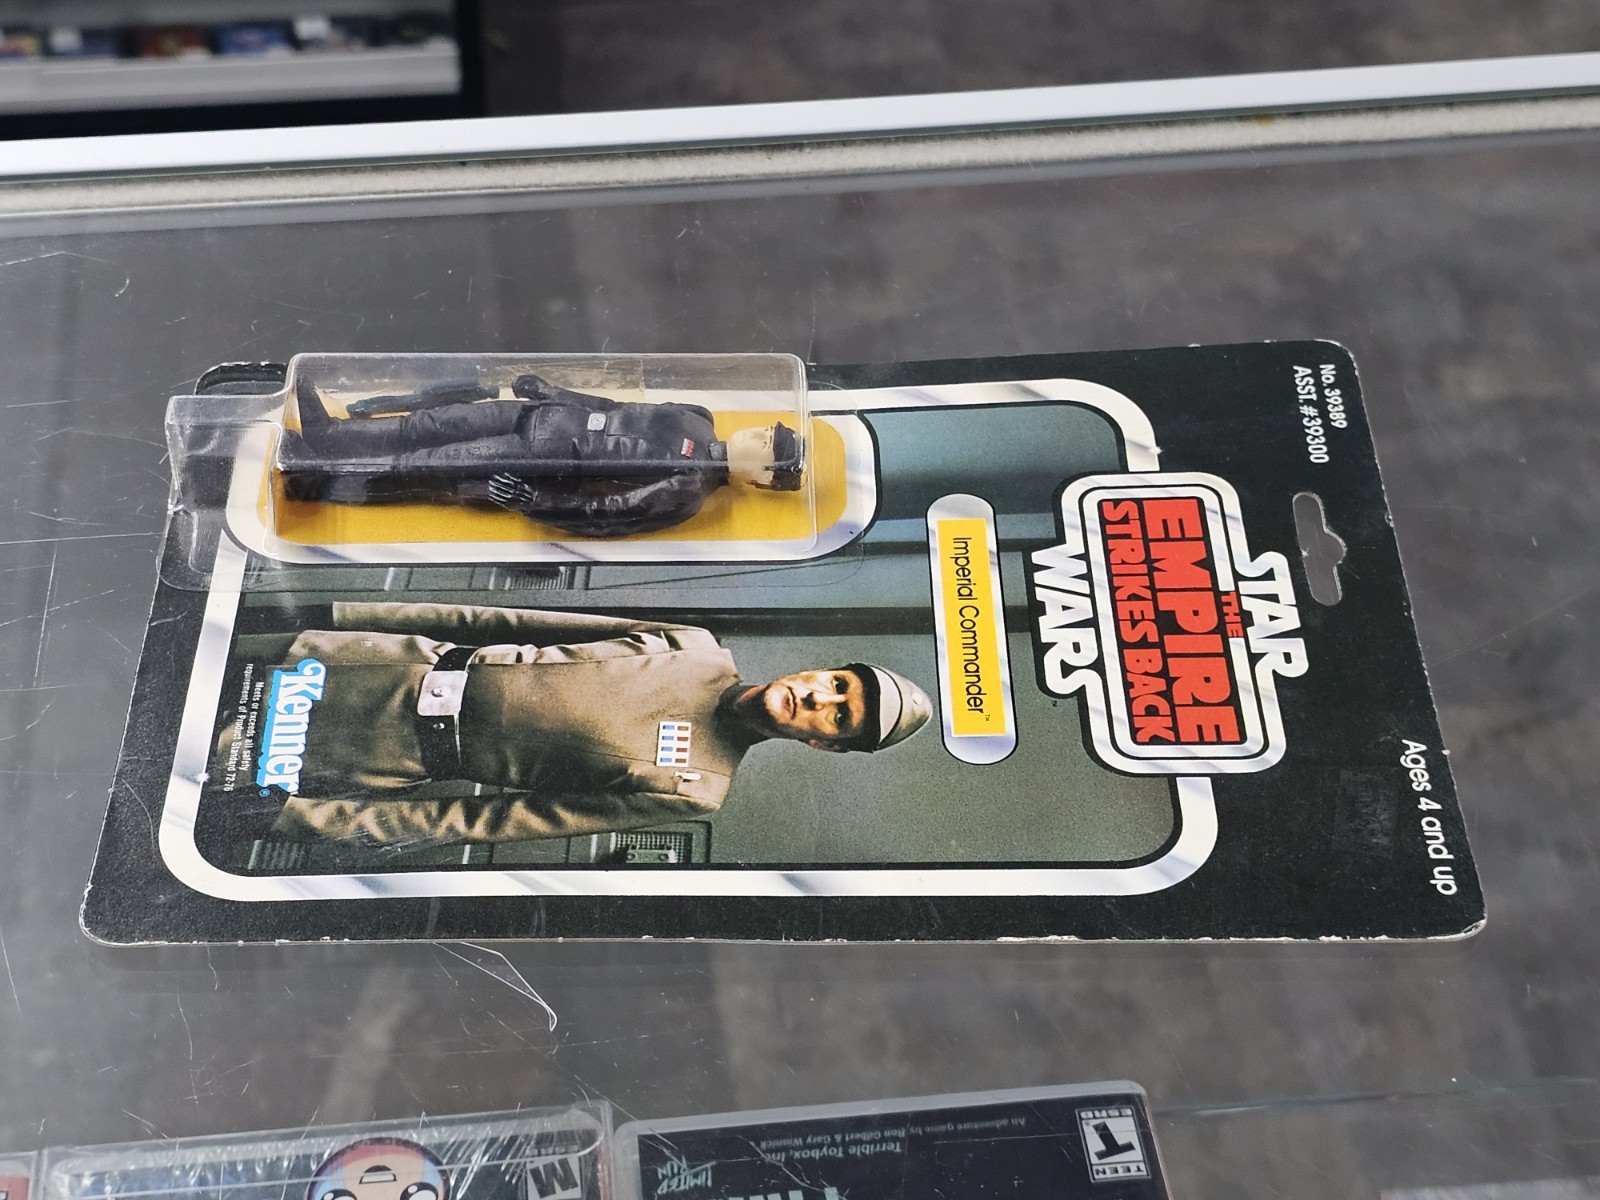 No. 39389
ASST. #39300
Ages 4 and up
STAR
THE
EMPIRE
STRIKES BACK
WARS™
Imperial Commander™
Kenner®
Meets or exceeds all safety
requirements of Product Standard 72-76
ESRB
T
TEEN
An adventure game by Ron Gilbert & Gary Winnick
Terrible Toybox, Inc.
LIMITED
RUN
M